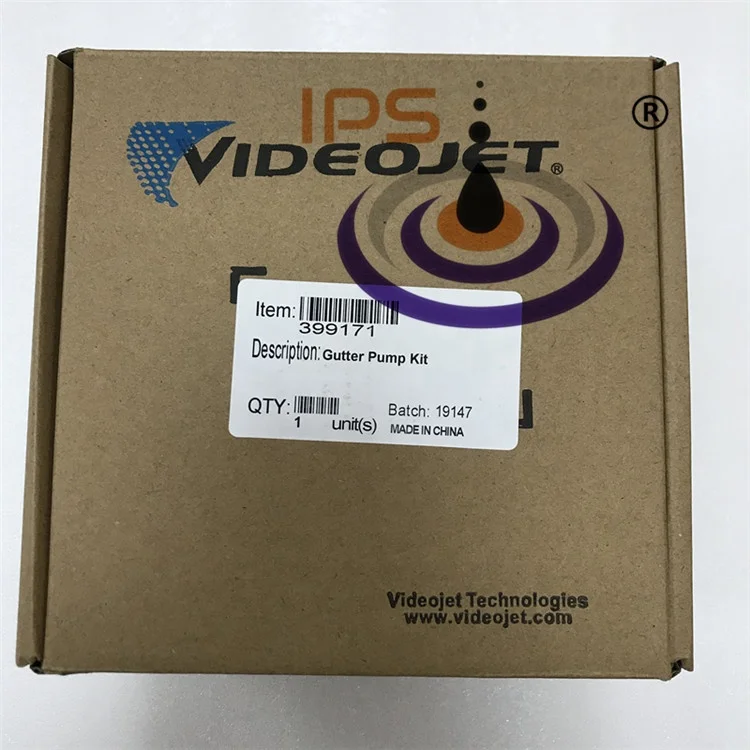 IPS
®
VIDEOJET®
Item:
399171
Description: Gutter Pump Kit
QTY:
1 unit(s)
Batch: 19147
MADE IN CHINA
Videojet Technologies
www.videojet.com